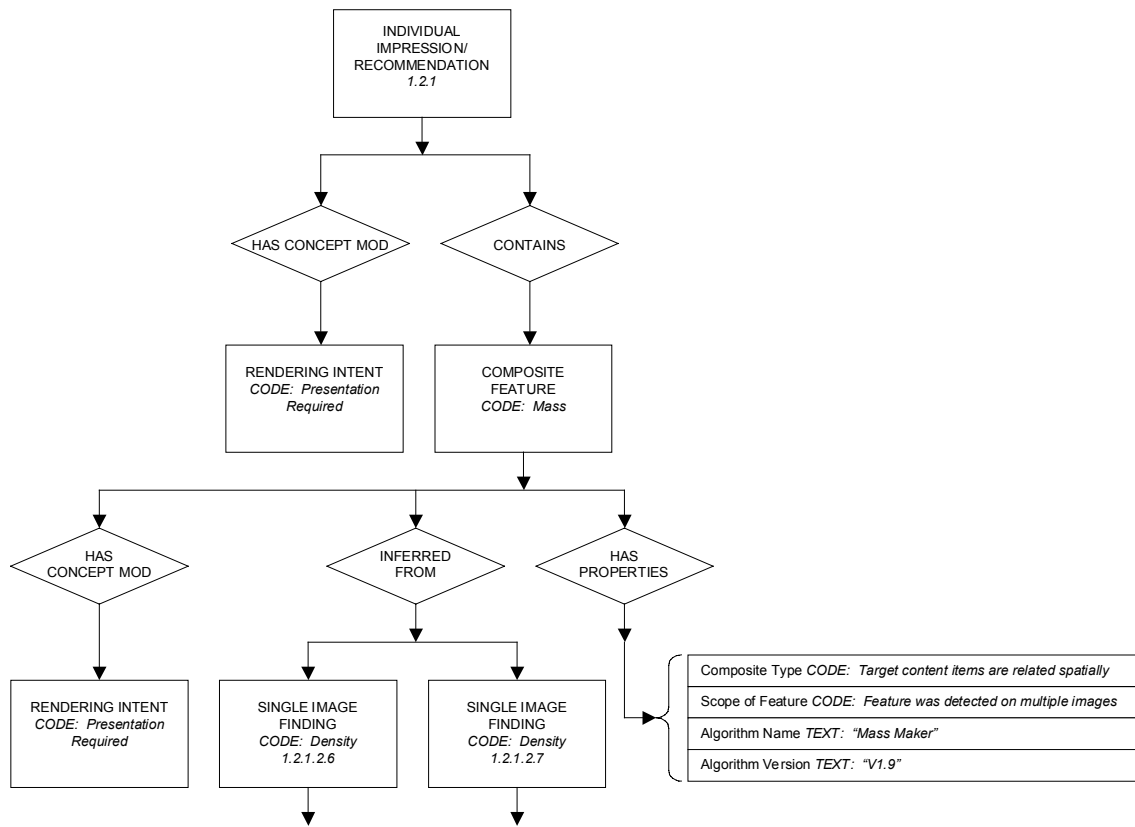 INDIVIDUAL
IMPRESSION/
RECOMMENDATION
1.2.1
HAS CONCEPT MOD
CONTAINS
RENDERING INTENT
CODE: Presentation
Required
COMPOSITE
FEATURE
CODE: Mass
HAS
CONCEPT MOD
INFERRED
FROM
HAS
PROPERTIES
RENDERING INTENT
CODE: Presentation
Required
SINGLE IMAGE
FINDING
CODE: Density
1.2.1.2.6
SINGLE IMAGE
FINDING
CODE: Density
1.2.1.2.7
Composite Type CODE: Target content items are related spatially
Scope of Feature CODE: Feature was detected on multiple images
Algorithm Name TEXT: “Mass Maker”
Algorithm Version TEXT: “V1.9”